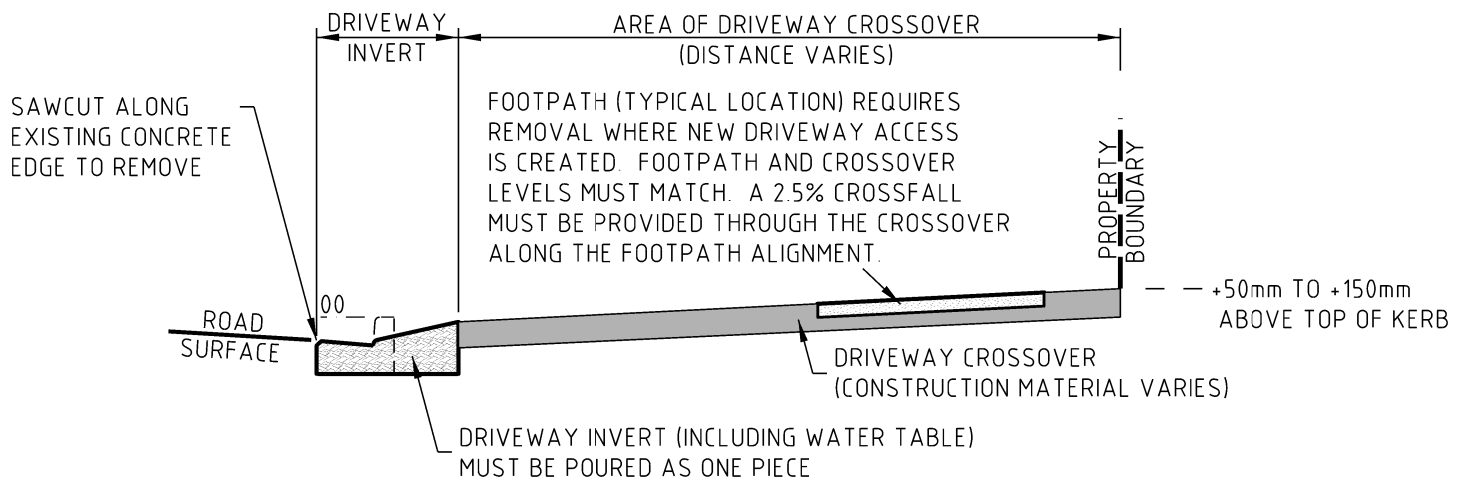 DRIVEWAY
INVERT
AREA OF DRIVEWAY CROSSOVER
(DISTANCE VARIES)
SAWCUT ALONG
EXISTING CONCRETE
EDGE TO REMOVE
FOOTPATH (TYPICAL LOCATION) REQUIRES
REMOVAL WHERE NEW DRIVEWAY ACCESS
IS CREATED. FOOTPATH AND CROSSOVER
LEVELS MUST MATCH. A 2.5% CROSSFALL
MUST BE PROVIDED THROUGH THE CROSSOVER
ALONG THE FOOTPATH ALIGNMENT.
PROPERTY
BOUNDARY
00
ROAD
SURFACE
+50mm TO +150mm
ABOVE TOP OF KERB
DRIVEWAY CROSSOVER
(CONSTRUCTION MATERIAL VARIES)
DRIVEWAY INVERT (INCLUDING WATER TABLE)
MUST BE POURED AS ONE PIECE